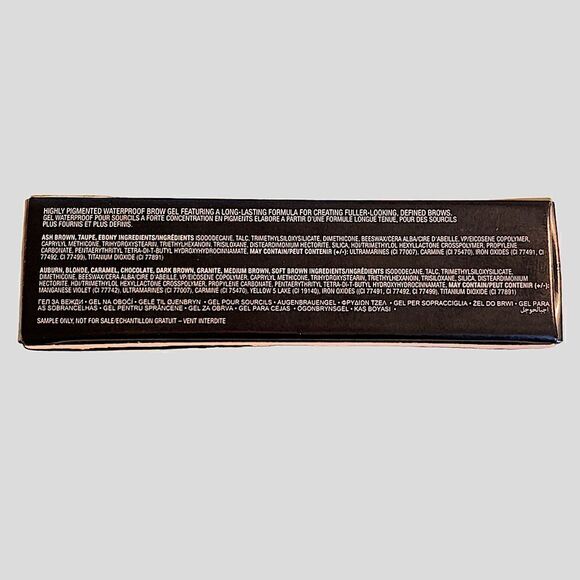 HIGHLY PIGMENTED WATERPROOF BROW GEL FEATURING A LONG-LASTING FORMULA FOR CREATING FULLER-LOOKING, DEFINED BROWS.
GEL WATERPROOF POUR SOURCILS A FORTE CONCENTRATION EN PIGMENTS ELABORE A PARTIR D'UNE FORMULE LONGUE TENUE, POUR DES SOURCILS
PLUS FOURNIS ET PLUS DEFINIS.
ASH BROWN, TAUPE, EBONY INGREDIENTS/INGRÉDIENTS ISODODECANE, TALC, TRIMETHYLSILOXYSILICATE, DIMETHICONE, BEESWAX/CERA ALBA/CIRE D'ABEILLE, VP/EICOSENE COPOLYMER,
CAPRYLYL METHICONE, TRIHYDROXYSTEARIN, TRIETHYLHEXANOIN, TRISILOXANE, DISTEARDIMONIUM HECTORITE, SILICA, HDI/TRIMETHYLOL HEXYLLACTONE CROSSPOLYMER, PROPYLENE
CARBONATE, PENTAERYTHRITYL TETRA-DI-T-BUTYL HYDROXYHYDROCINNAMATE, MAY CONTAIN/PEUT CONTENIR (+/-): ULTRAMARINES (CI 77007), CARMINE (CI 75470), IRON OXIDES (CI 77491, CI
77492, CI 77499), TITANIUM DIOXIDE (CI 77891)
AUBURN, BLONDE, CARAMEL, CHOCOLATE, DARK BROWN, GRANITE, MEDIUM BROWN, SOFT BROWN INGREDIENTS/INGRÉDIENTS ISODODECANE, TALC, TRIMETHYLSILOXYSILICATE,
DIMETHICONE, BEESWAX/CERA ALBA/CIRE D'ABEILLE, VP/EICOSENE COPOLYMER, CAPRYLYL METHICONE, TRIHYDROXYSTEARIN, TRIETHYLHEXANOIN, TRISILOXANE, SILICA, DISTEARDIMONIUM
HECTORITE, HDI/TRIMETHYLOL HEXYLLACTONE CROSSPOLYMER, PROPYLENE CARBONATE, PENTAERYTHRITYL TETRA-DI-T-BUTYL HYDROXYHYDROCINNAMATE, MAY CONTAIN/PEUT CONTENIR (+/-):
MANGANESE VIOLET (CI 77742), ULTRAMARINES (CI 77007), CARMINE (CI 75470), YELLOW 5 LAKE (CI 19140), IRON OXIDES (CI 77491, CI 77492, CI 77499), TITANIUM DIOXIDE (CI 77891)
ГЕЛ ЗА ВЕЖДИ • GEL NA OBOČÍ • GELE TIL ØJENBRYN • GEL POUR SOURCILS • AUGENBRAUENGEL • ΦΡΥΔΙΩΝ ΤΖΕΛ • GEL PER SOPRACCIGLIA • ŻEL DO BRWI • GEL PARA
AS SOBRANCELHAS • GEL PENTRU SPRÂNCENE • GEL ZA OBRVA • GEL PARA CEJAS • ÖGONBRYNSGEL • KAŞ BOYASI •
SAMPLE ONLY, NOT FOR SALE/ECHANTILLON GRATUIT – VENT INTERDITE